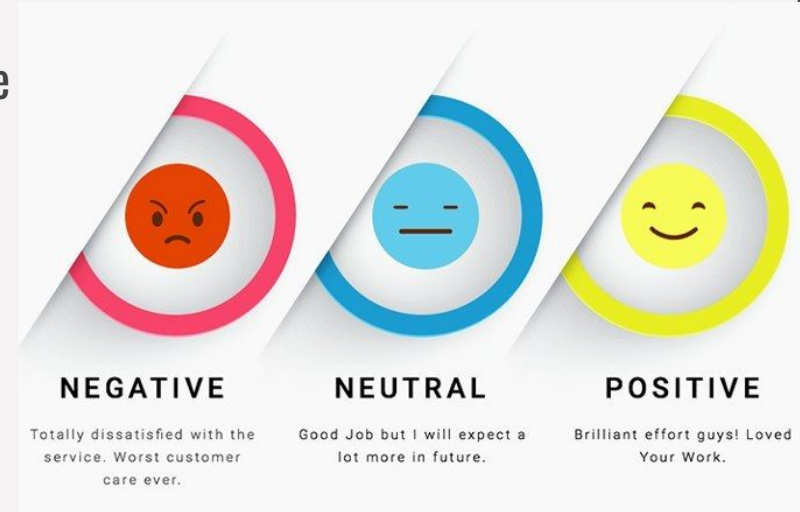 e
NEGATIVE
Totally dissatisfied with the
service. Worst customer
care ever.
NEUTRAL
Good Job but I will expect a
lot more in future.
POSITIVE
Brilliant effort guys! Loved
Your Work.